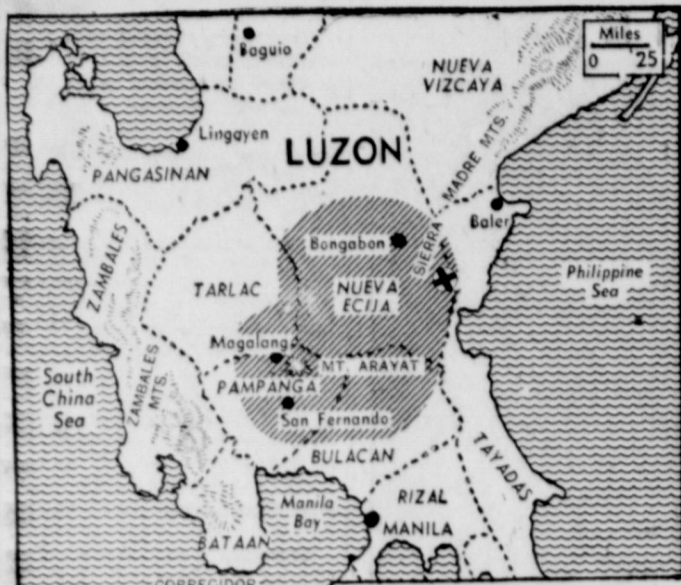 Miles
0 25
Baguio
NUEVA
VIZCAYA
Lingayen
LUZON
PANGASINAN
SIERRA MADRE MTS.
Baler
Bongabon
ZAMBALES
TARLAC
NUEVA
ECIJA
Philippine
Sea
Magalang
MT. ARAYAT
South
China
Sea
ZAMBALES
MTS.
PAMPANGA
San Fernando
BULACAN
TAYADAS
Manila
Bay
RIZAL
MANILA
BATAAN
CORREGIDOR